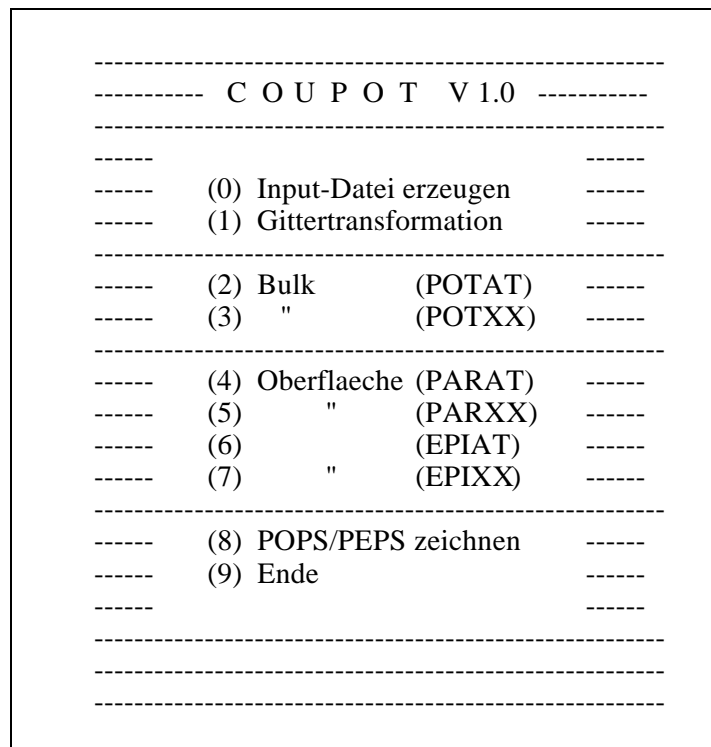 ---------------------------------------------------------
----------- C O U P O T V 1.0 -----------
---------------------------------------------------------
------ ------
------ (0) Input-Datei erzeugen ------
------ (1) Gittertransformation ------
---------------------------------------------------------
------ (2) Bulk (POTAT) ------
------ (3) " (POTXX) ------
---------------------------------------------------------
------ (4) Oberflaeche (PARAT) ------
------ (5) " (PARXX) ------
------ (6) (EPIAT) ------
------ (7) " (EPIXX) ------
---------------------------------------------------------
------ (8) POPS/PEPS zeichnen ------
------ (9) Ende ------
------ ------
---------------------------------------------------------
---------------------------------------------------------
---------------------------------------------------------